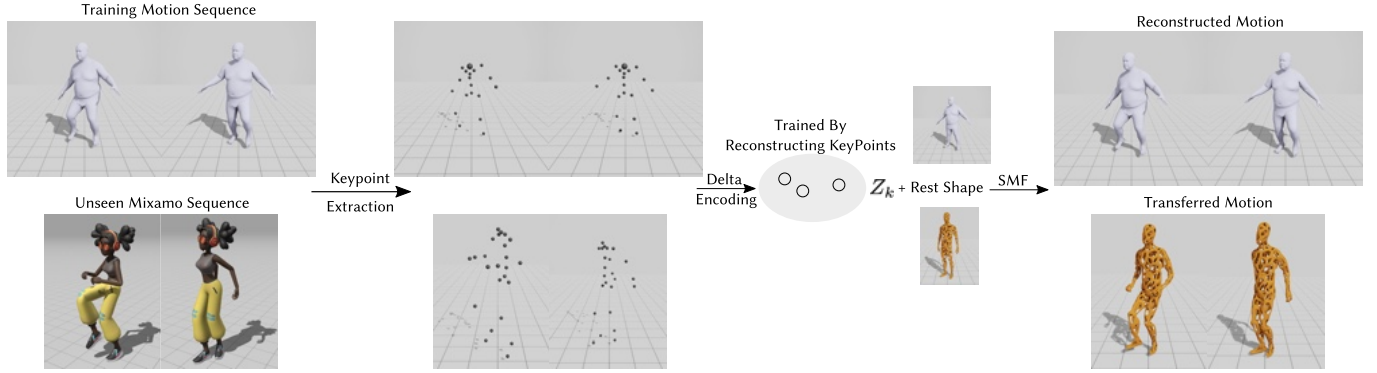 Training Motion Sequence
Unseen Mixamo Sequence
Keypoint
Extraction
Delta
Encoding
Trained By
Reconstructing KeyPoints
Z_k + Rest Shape
SMF
Reconstructed Motion
Transferred Motion